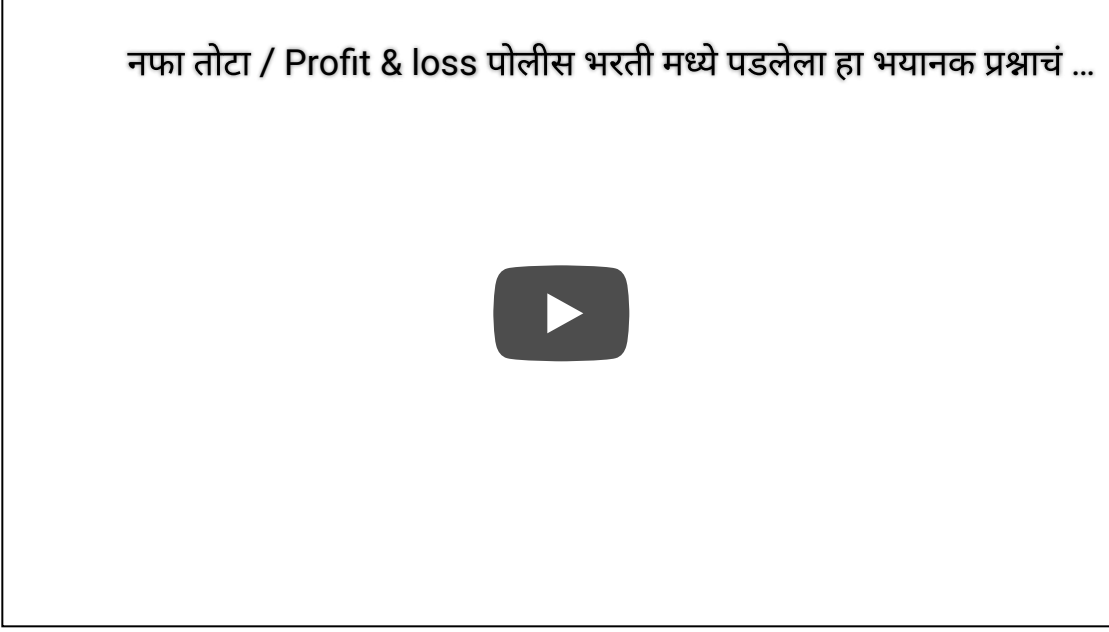 नफा तोटा / Profit & loss पोलीस भरती मध्ये पडलेला हा भयानक प्रश्नाचं ...